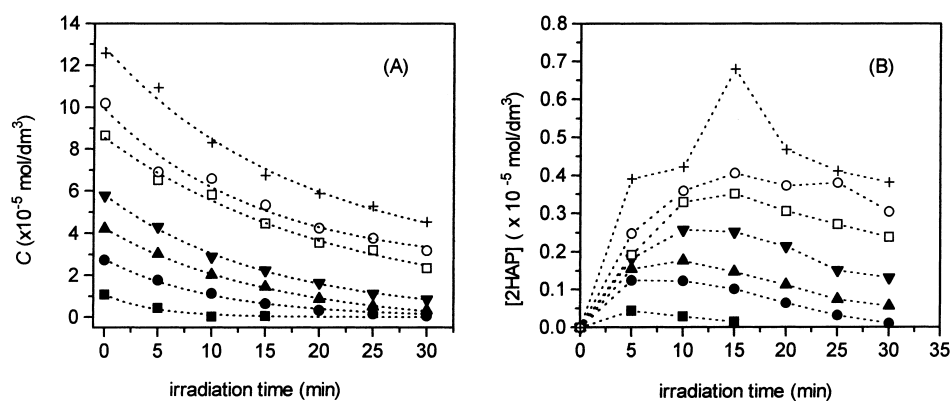 (A)
C (x10⁻⁵ mol/dm³)
14
12
10
8
6
4
2
0
0 5 10 15 20 25 30
irradiation time (min)
(B)
[2HAP] ( x 10⁻⁵ mol/dm³)
0.8
0.7
0.6
0.5
0.4
0.3
0.2
0.1
0.0
0 5 10 15 20 25 30 35
irradiation time (min)